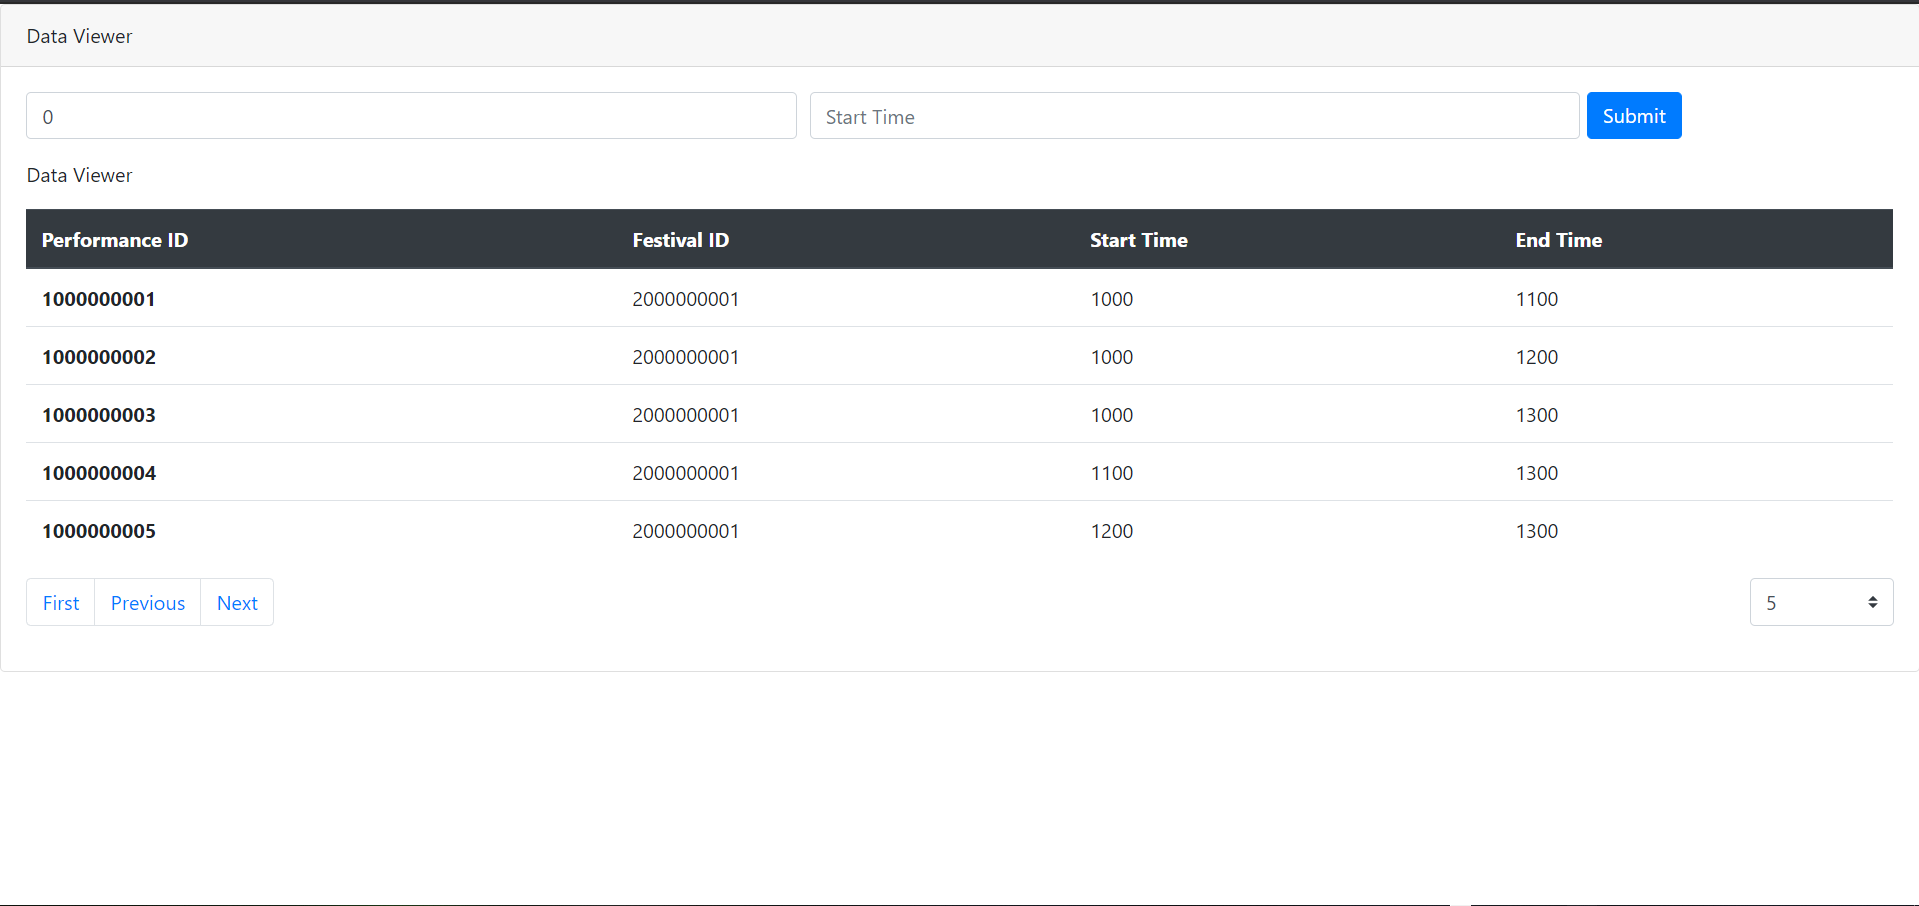 Data Viewer
0 Start Time Submit
Data Viewer
Performance ID Festival ID Start Time End Time
1000000001 2000000001 1000 1100
1000000002 2000000001 1000 1200
1000000003 2000000001 1000 1300
1000000004 2000000001 1100 1300
1000000005 2000000001 1200 1300
First Previous Next 5